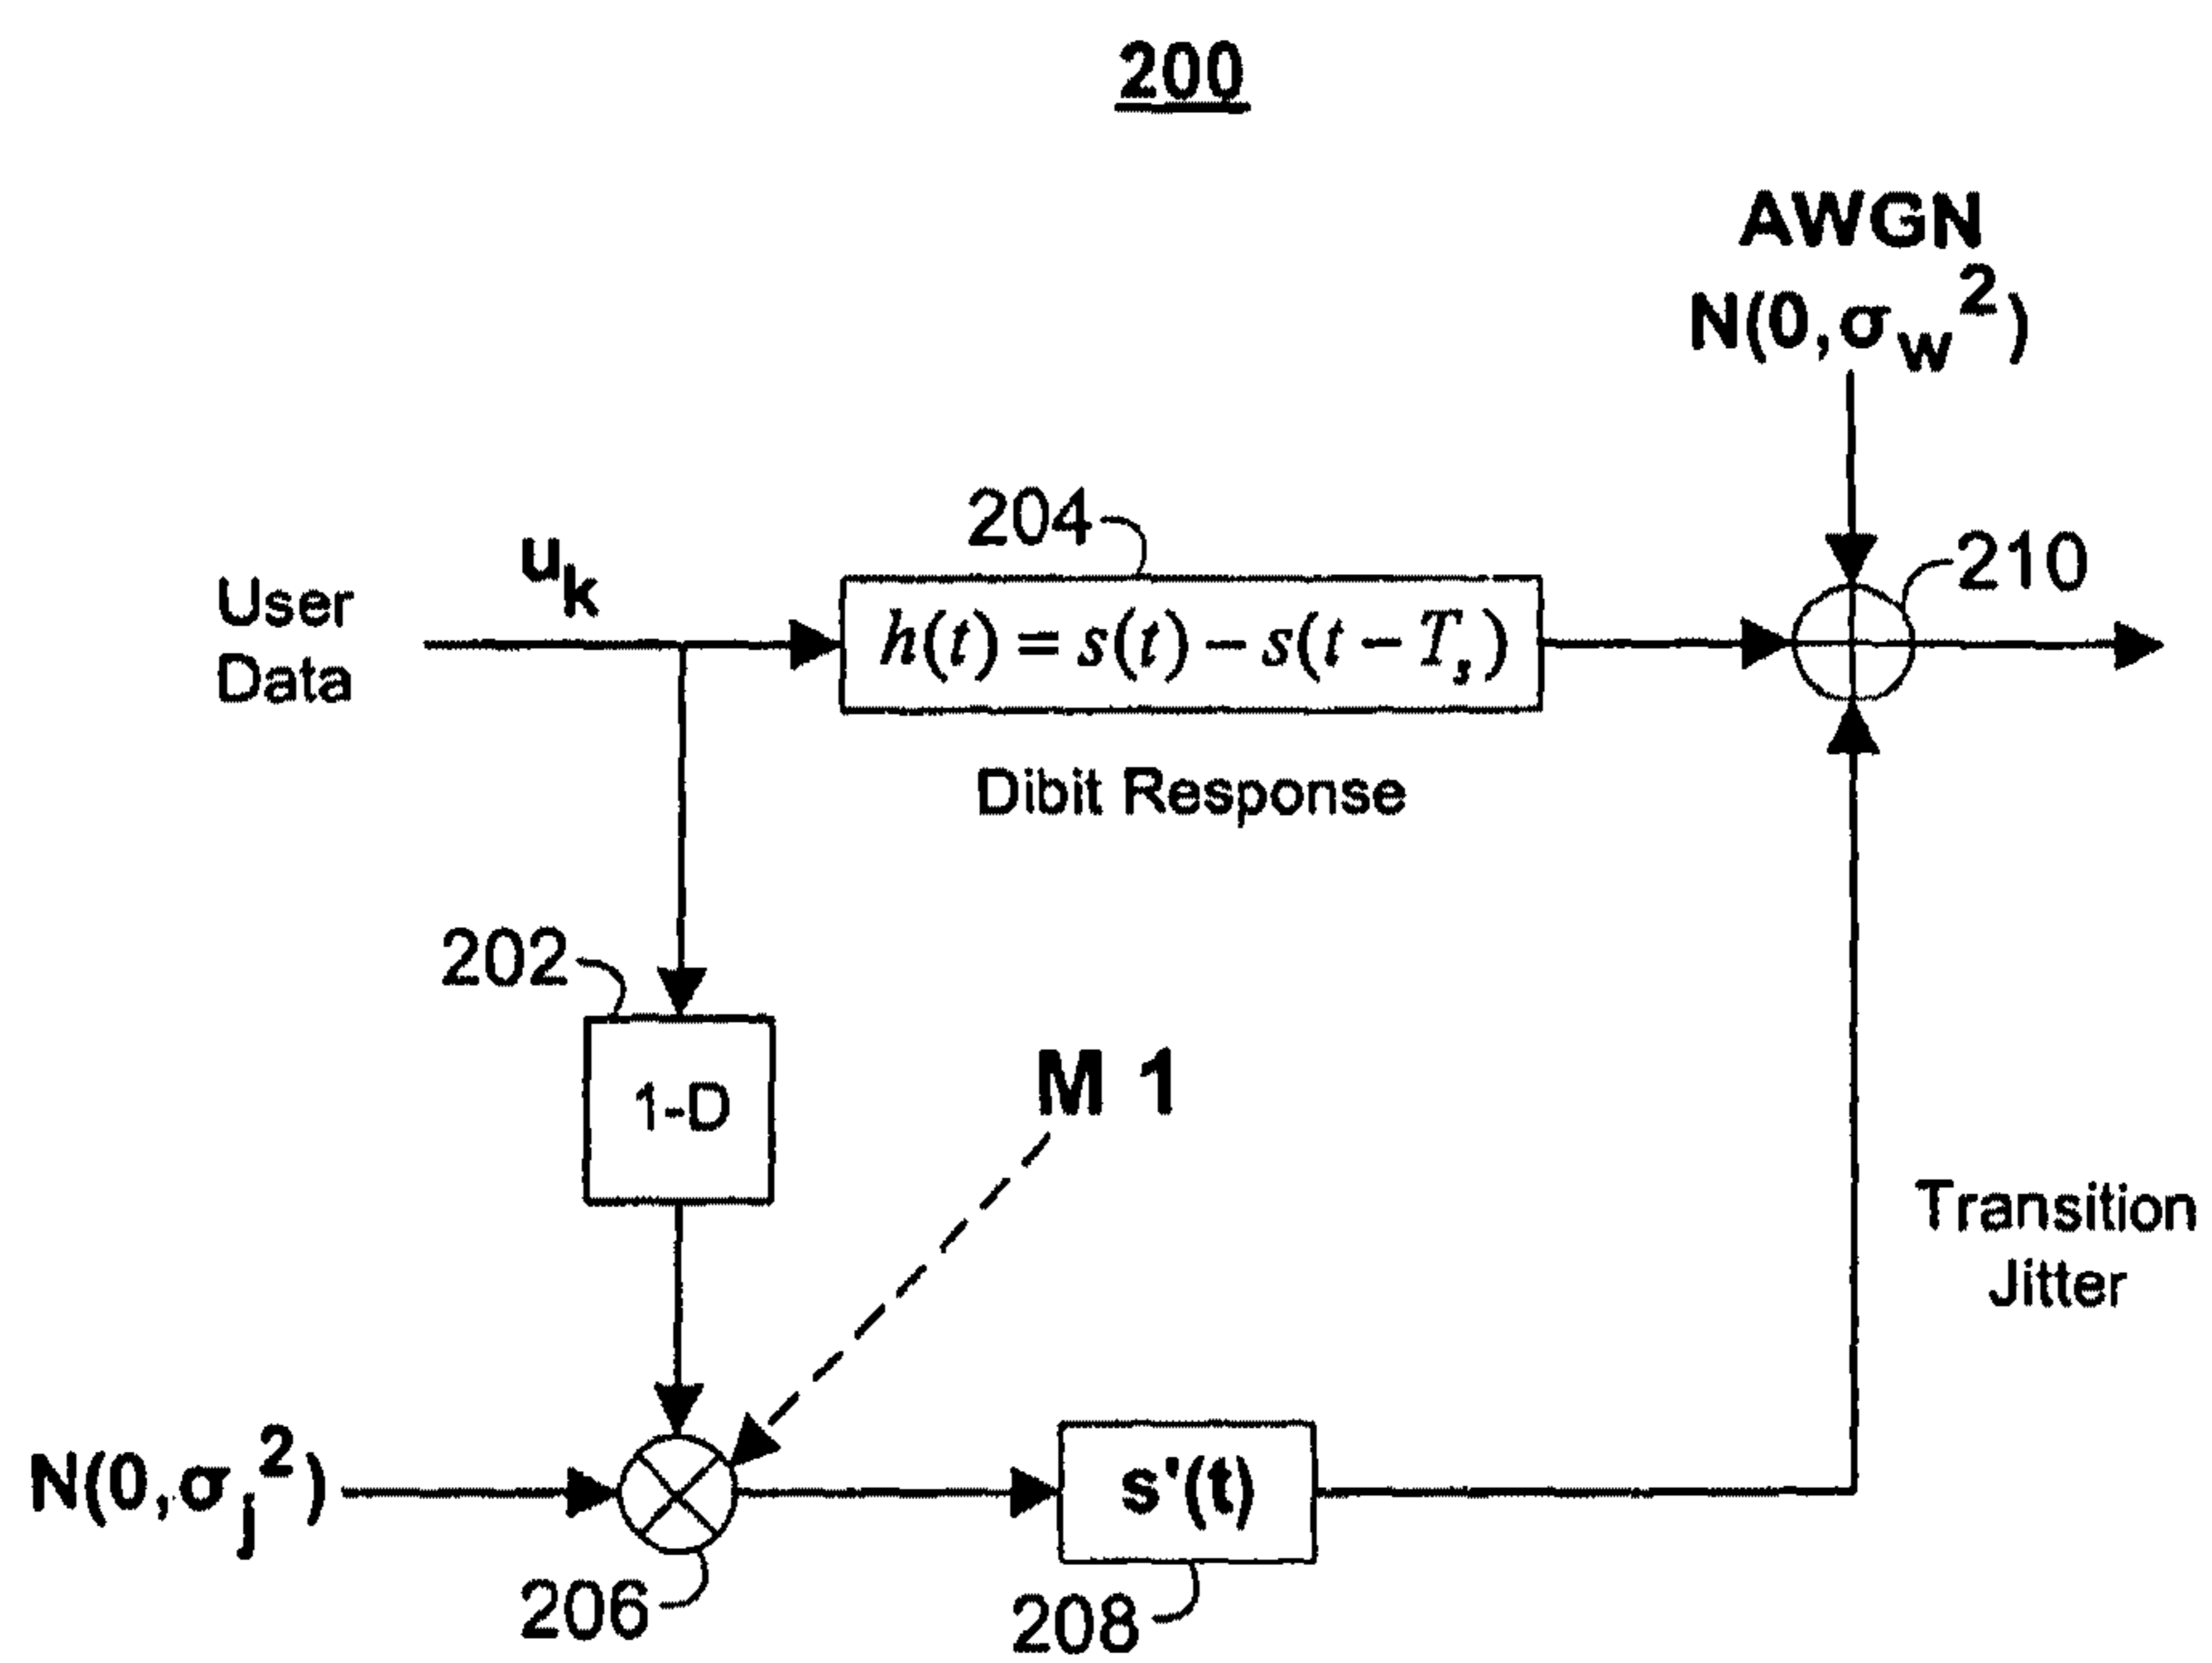 200
AWGN
N(0,σw²)
204
210
uk
User
Data
h(t) = s(t) − s(t − Ts)
Dibit Response
202
1-D
M 1
Transition
Jitter
N(0,σj²)
s'(t)
206
208